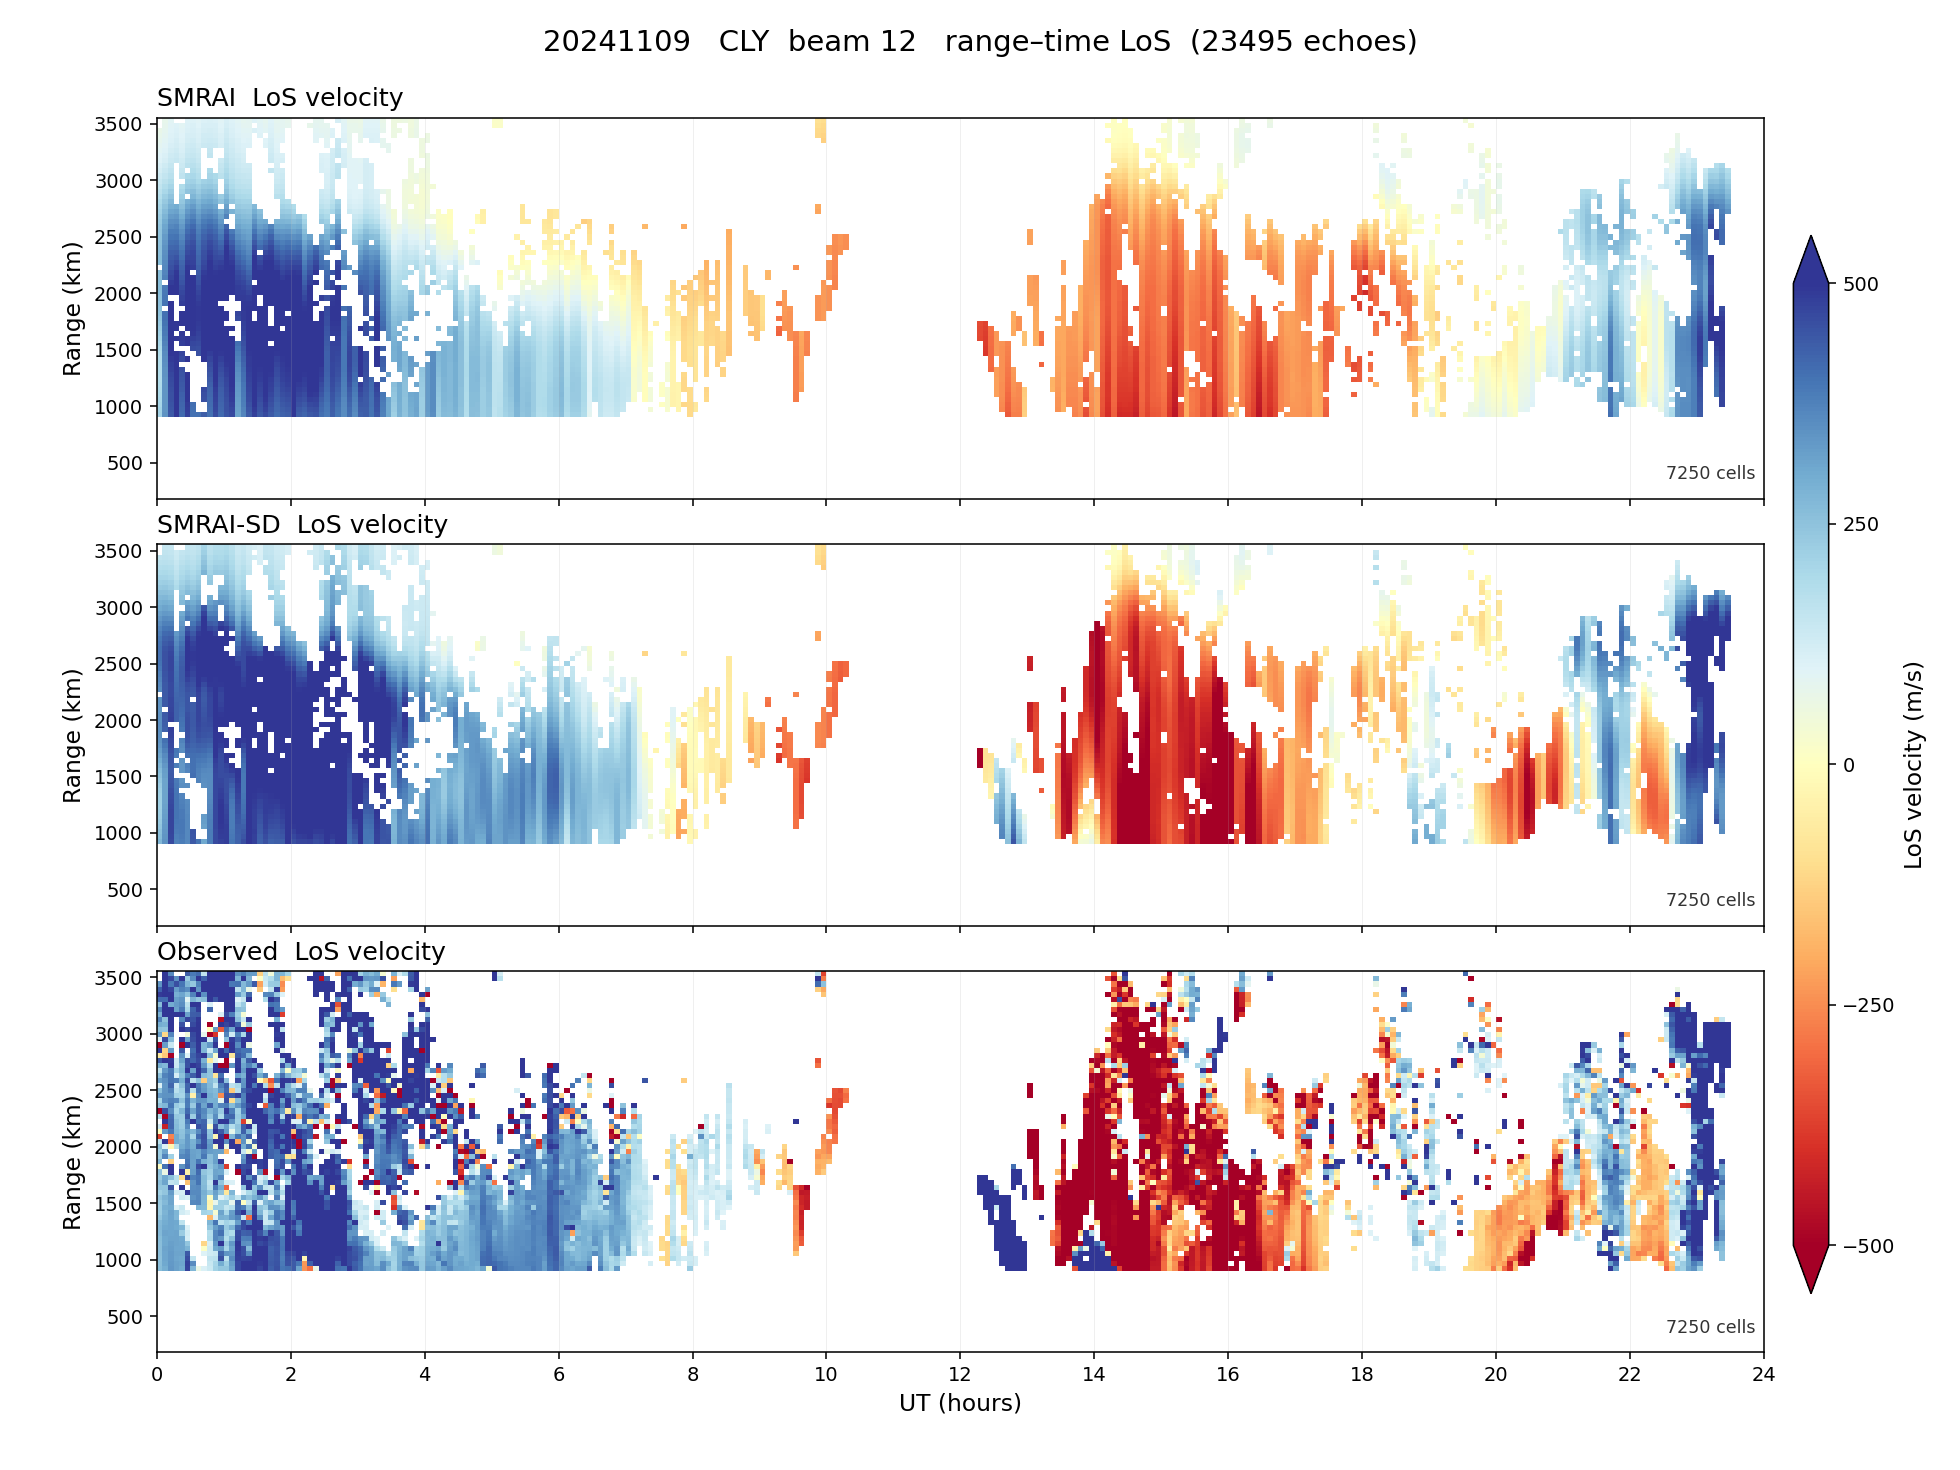 20241109   CLY  beam 12   range–time LoS  (23495 echoes)
SMRAI  LoS velocity
3500
3000
2500
2000
1500
1000
500
Range (km)
7250 cells
SMRAI-SD  LoS velocity
3500
3000
2500
2000
1500
1000
500
Range (km)
7250 cells
Observed  LoS velocity
3500
3000
2500
2000
1500
1000
500
Range (km)
7250 cells
0 2 4 6 8 10 12 14 16 18 20 22 24
UT (hours)
500
250
0
−250
−500
LoS velocity (m/s)